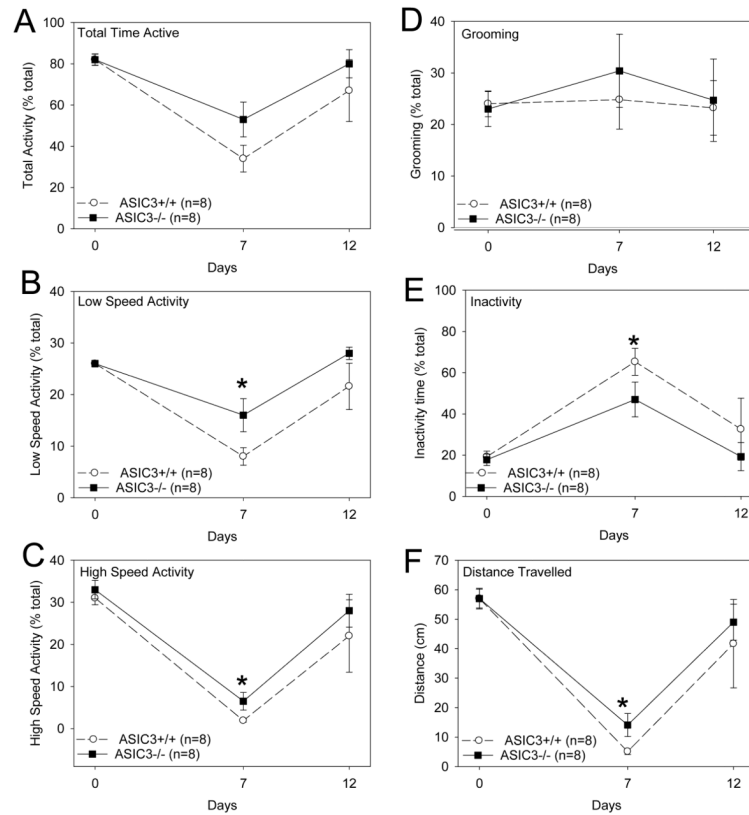 A
Total Time Active
100
80
60
40
20
0
Total Activity (% total)
ASIC3+/+ (n=8)
ASIC3-/- (n=8)
0 7 12
Days
B
Low Speed Activity
40
30
20
10
0
Low Speed Activity (% total)
*
ASIC3+/+ (n=8)
ASIC3-/- (n=8)
0 7 12
Days
C
High Speed Activity
40
30
20
10
0
High Speed Activity (% total)
*
ASIC3+/+ (n=8)
ASIC3-/- (n=8)
0 7 12
Days
D
Grooming
40
30
20
10
0
Grooming (% total)
ASIC3+/+ (n=8)
ASIC3-/- (n=8)
0 7 12
Days
E
Inactivity
100
80
60
40
20
0
Inactivity time (% total)
*
ASIC3+/+ (n=8)
ASIC3-/- (n=8)
0 7 12
Days
F
Distance Travelled
70
60
50
40
30
20
10
0
Distance (cm)
*
ASIC3+/+ (n=8)
ASIC3-/- (n=8)
0 7 12
Days